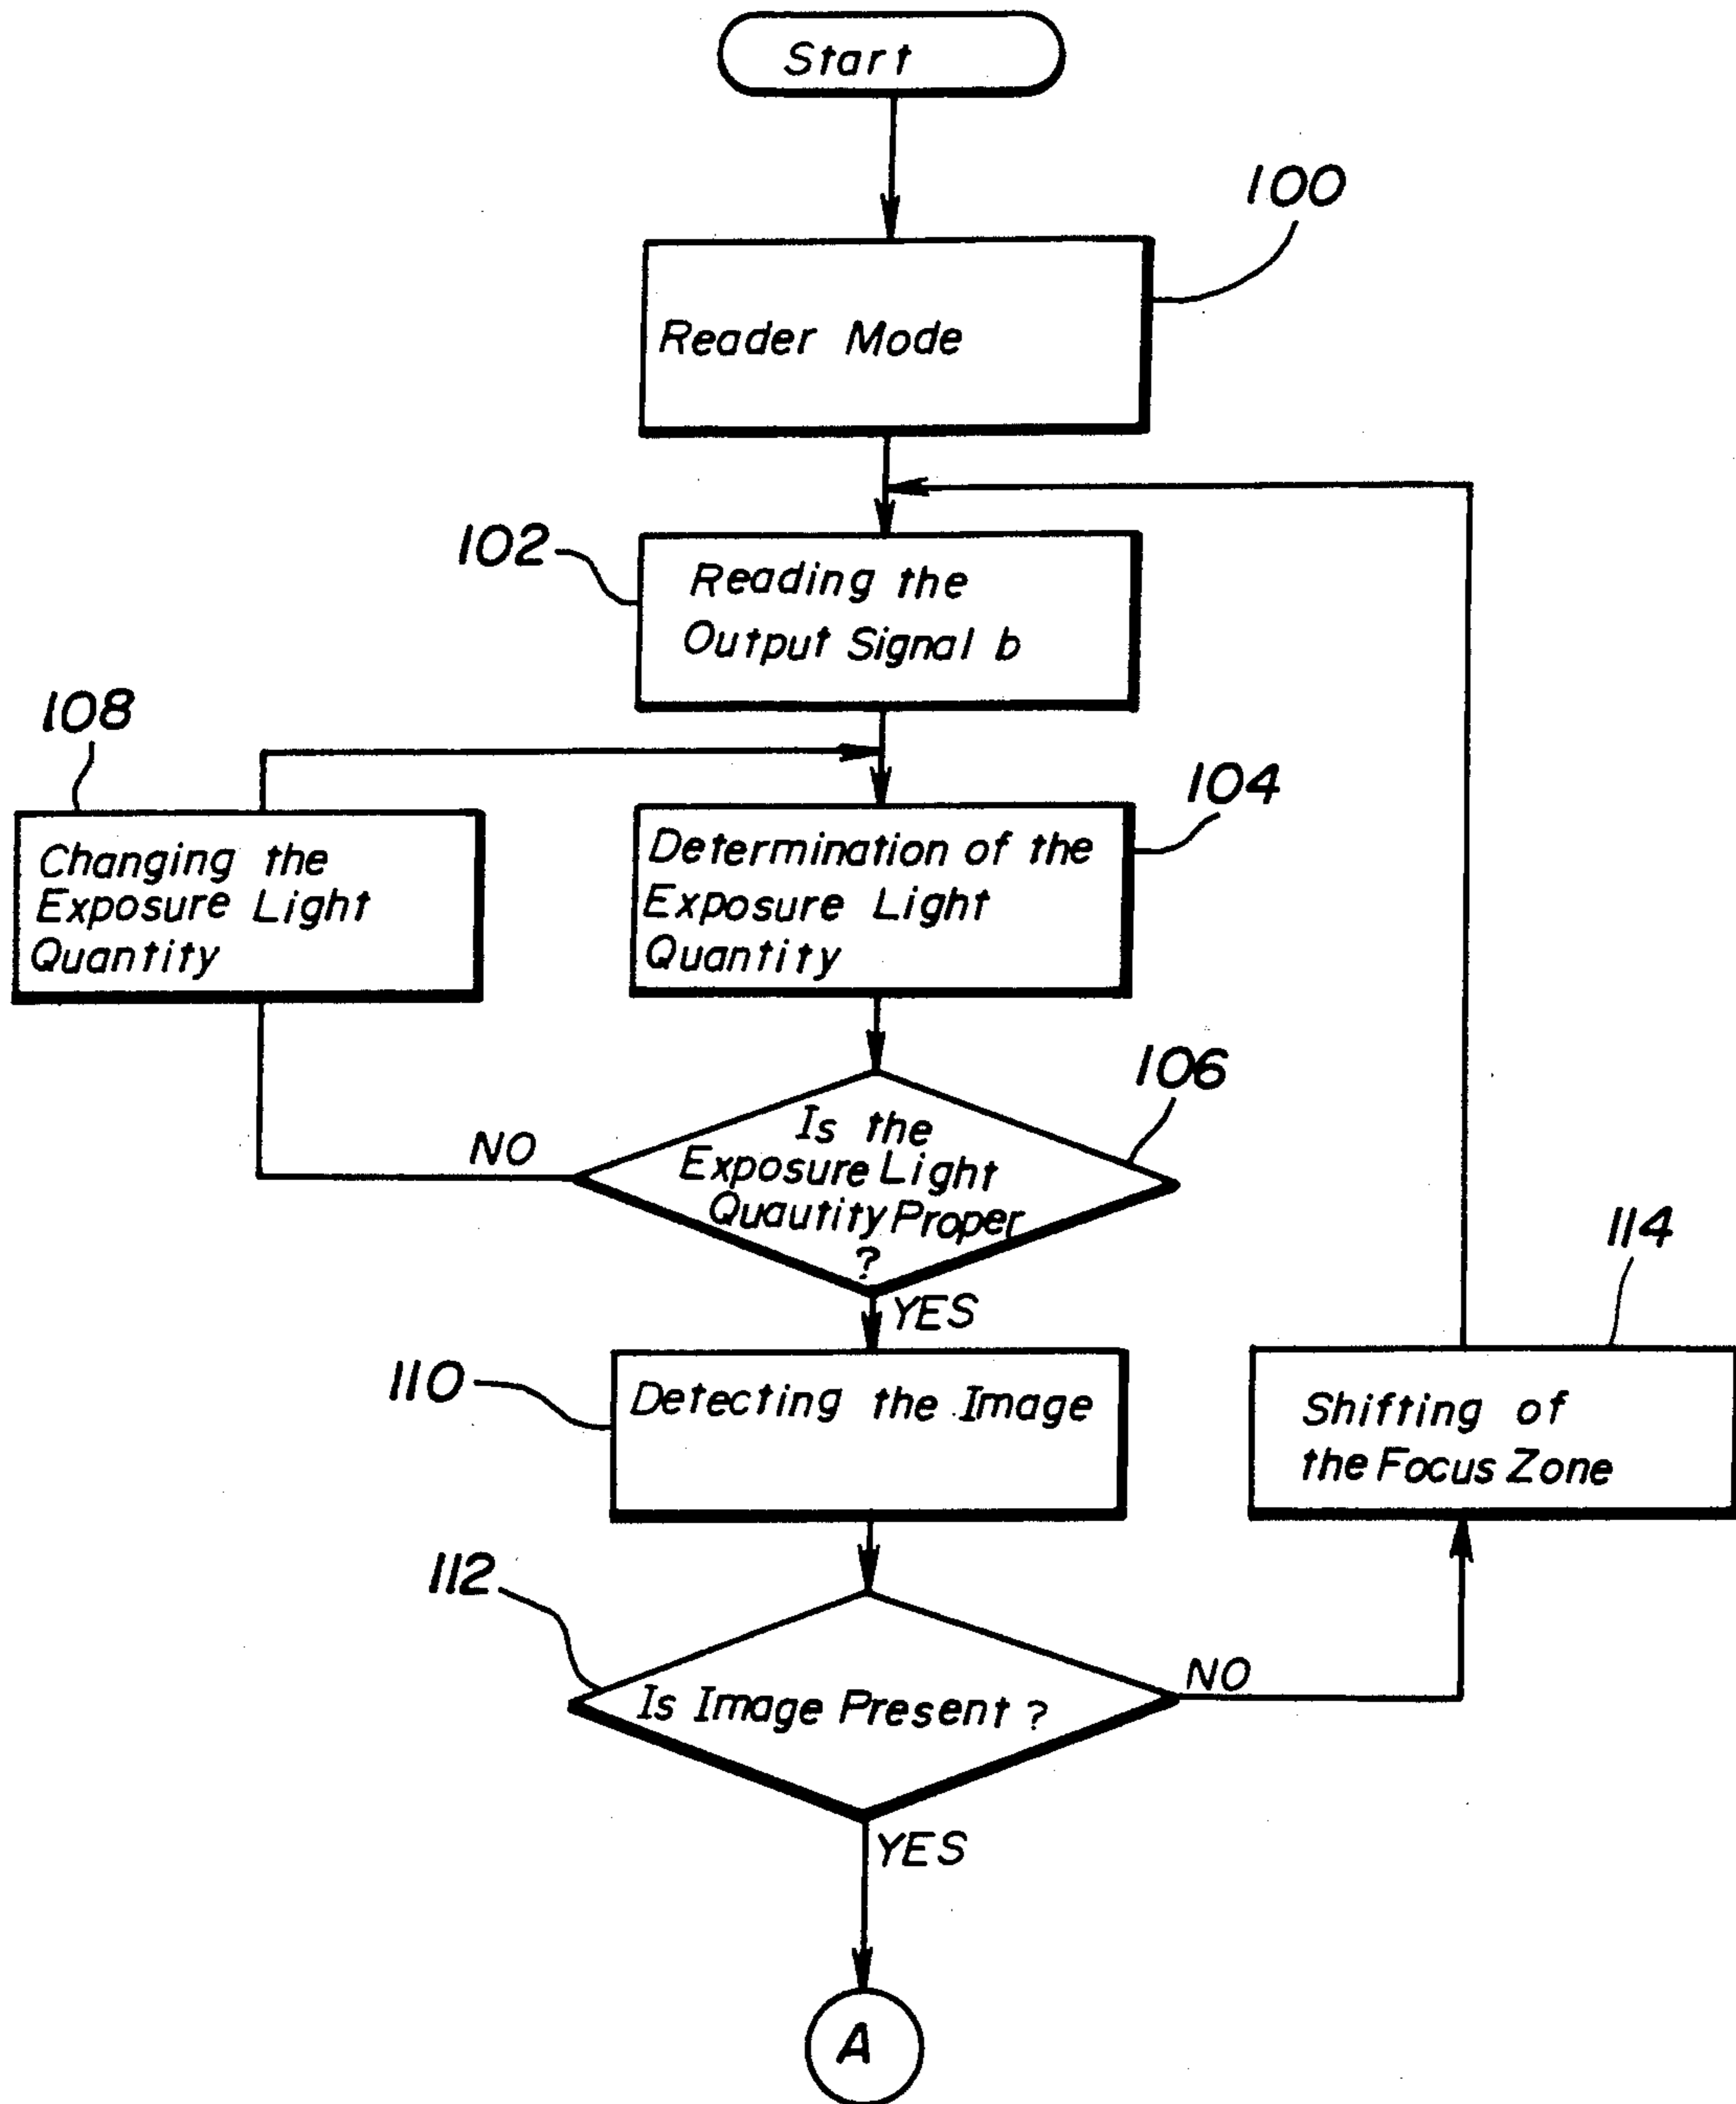 Start
100
Reader Mode
102
Reading the
Output Signal b
108
Changing the
Exposure Light
Quantity
104
Determination of the
Exposure Light
Quantity
106
Is the
Exposure Light
Quautity Proper
?
NO
YES
110
Detecting the Image
114
Shifting of
the Focus Zone
112
Is Image Present ?
NO
YES
A